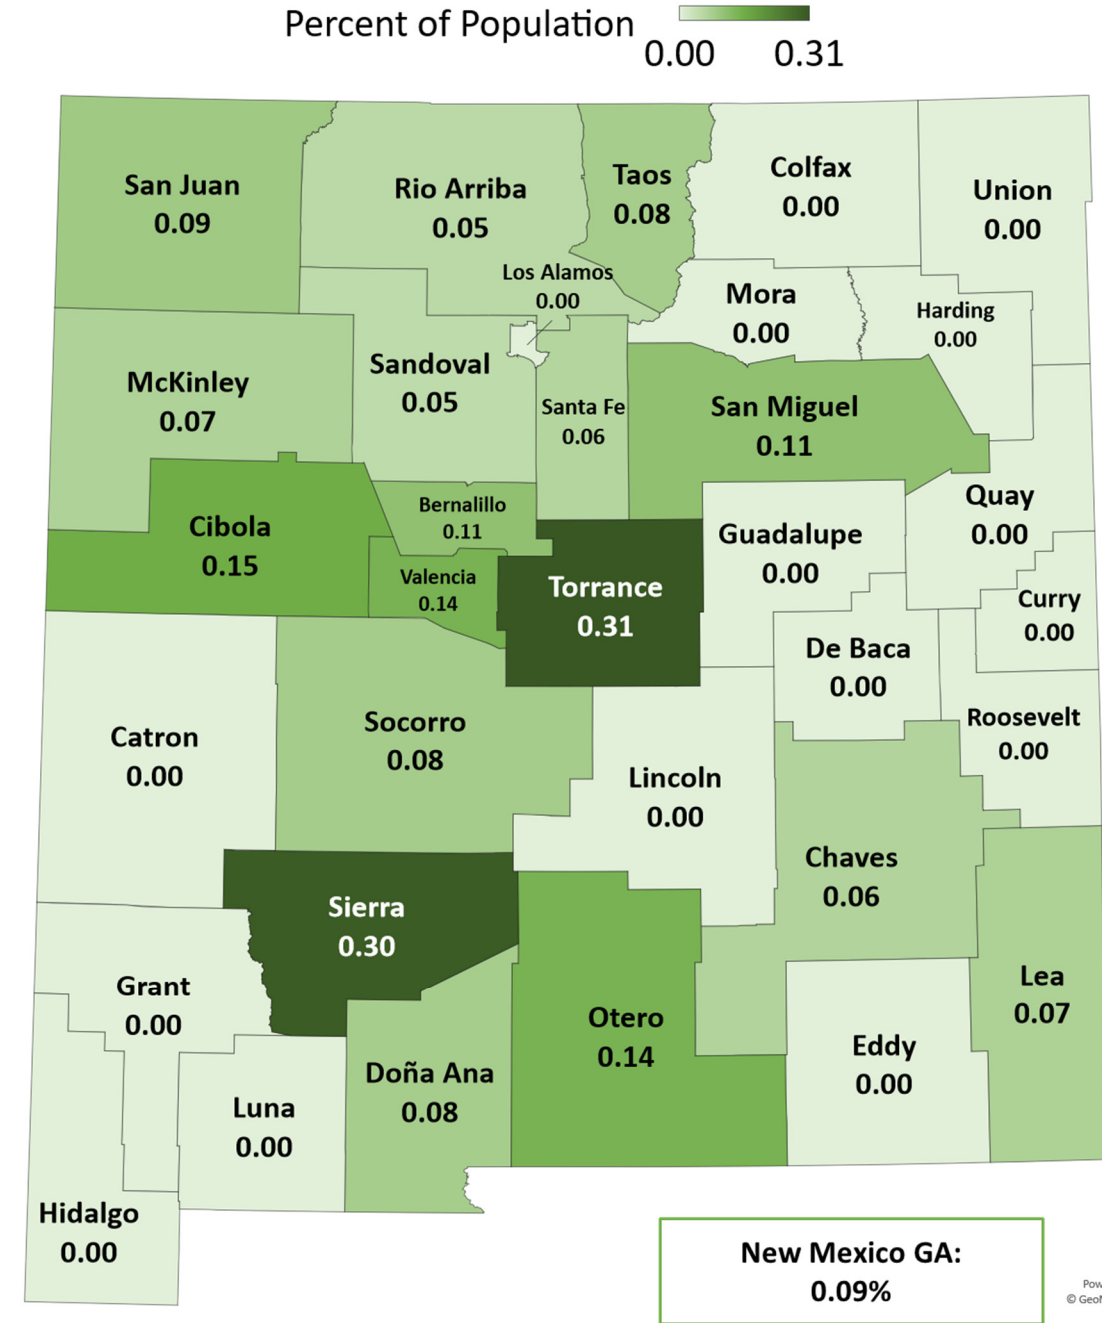 Percent of Population
0.00 0.31
San Juan
0.09
Rio Arriba
0.05
Taos
0.08
Colfax
0.00
Union
0.00
Los Alamos
0.00
Mora
0.00
Harding
0.00
McKinley
0.07
Sandoval
0.05
Santa Fe
0.06
San Miguel
0.11
Quay
0.00
Cibola
0.15
Bernalillo
0.11
Valencia
0.14
Torrance
0.31
Guadalupe
0.00
Curry
0.00
De Baca
0.00
Roosevelt
0.00
Catron
0.00
Socorro
0.08
Lincoln
0.00
Chaves
0.06
Sierra
0.30
Grant
0.00
Otero
0.14
Lea
0.07
Eddy
0.00
Doña Ana
0.08
Luna
0.00
Hidalgo
0.00
New Mexico GA:
0.09%